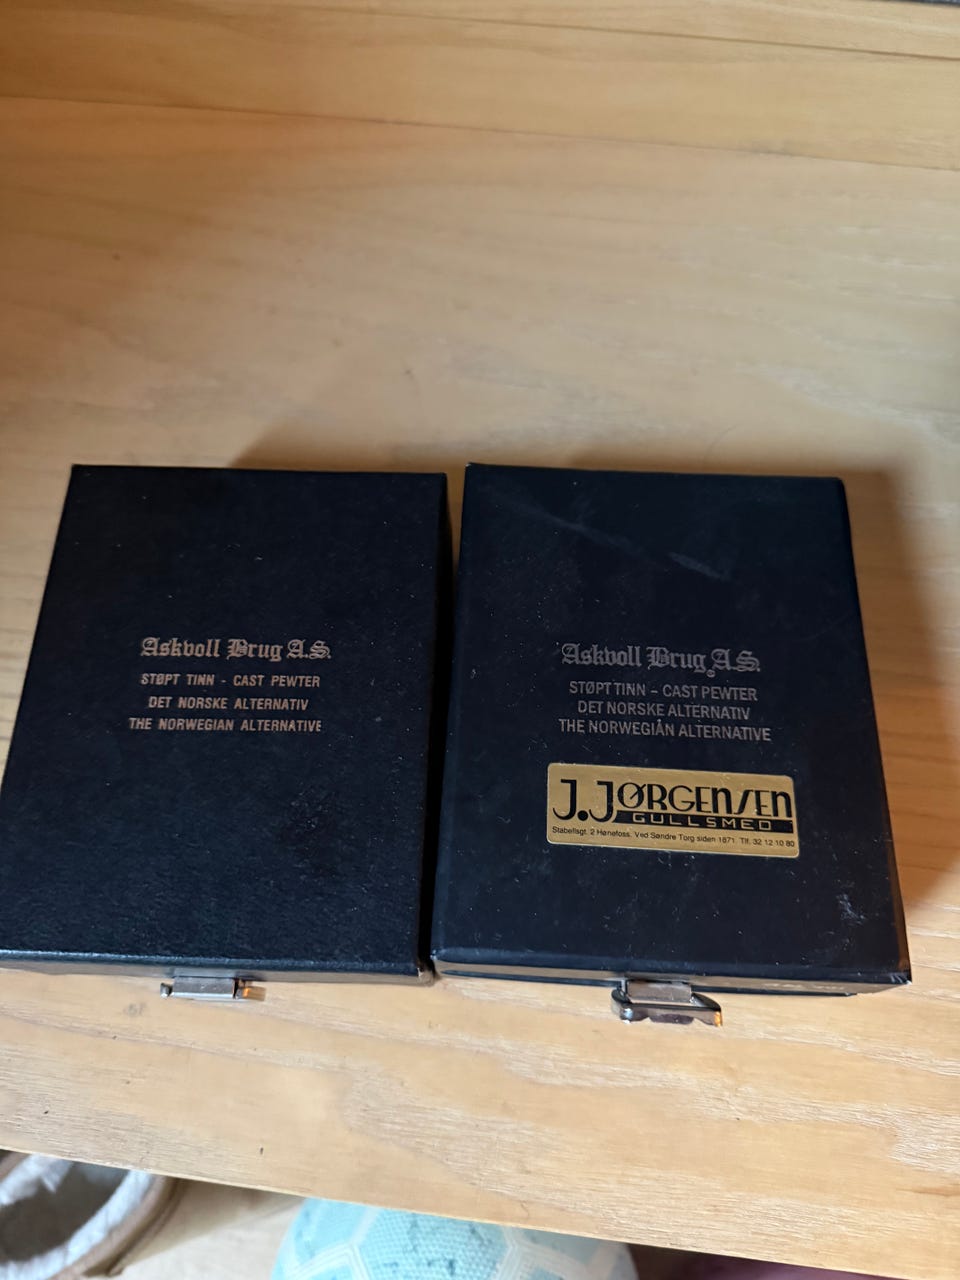 Askvoll Brug A.S.
STØPT TINN - CAST PEWTER
DET NORSKE ALTERNATIV
THE NORWEGIAN ALTERNATIVE
Askvoll Brug A.S.
STØPT TINN - CAST PEWTER
DET NORSKE ALTERNATIV
THE NORWEGIAN ALTERNATIVE
J.JØRGENSEN
GULLSMED
Stabellsgt. 2 Hønefoss. Ved Søndre Torg siden 1871. Tlf. 32 12 10 80